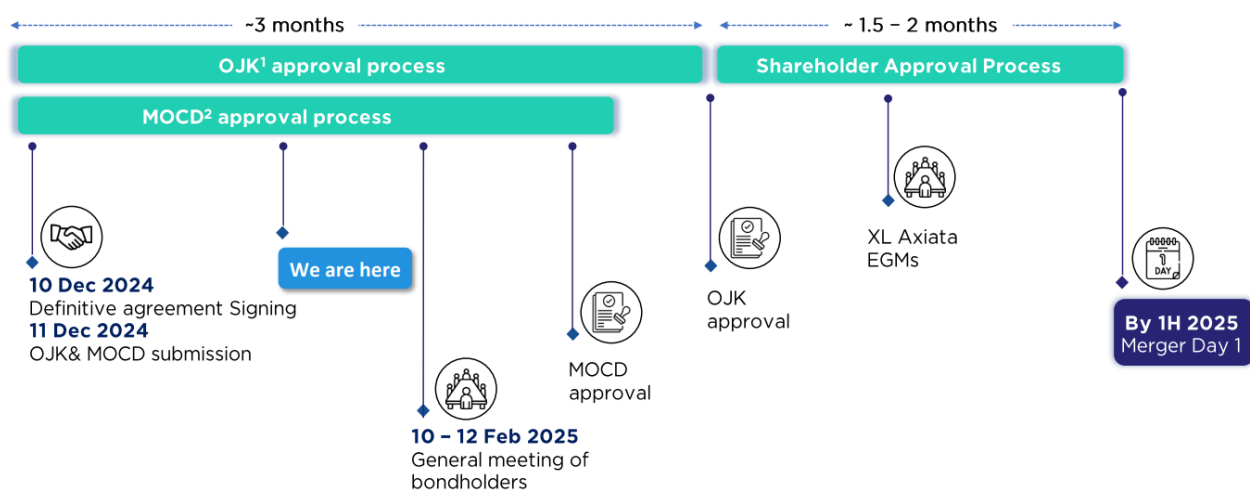 ~3 months
~ 1.5 – 2 months
OJK¹ approval process
Shareholder Approval Process
MOCD² approval process
We are here
10 Dec 2024
Definitive agreement Signing
11 Dec 2024
OJK& MOCD submission
10 – 12 Feb 2025
General meeting of
bondholders
MOCD
approval
OJK
approval
XL Axiata
EGMs
1
DAY
By 1H 2025
Merger Day 1